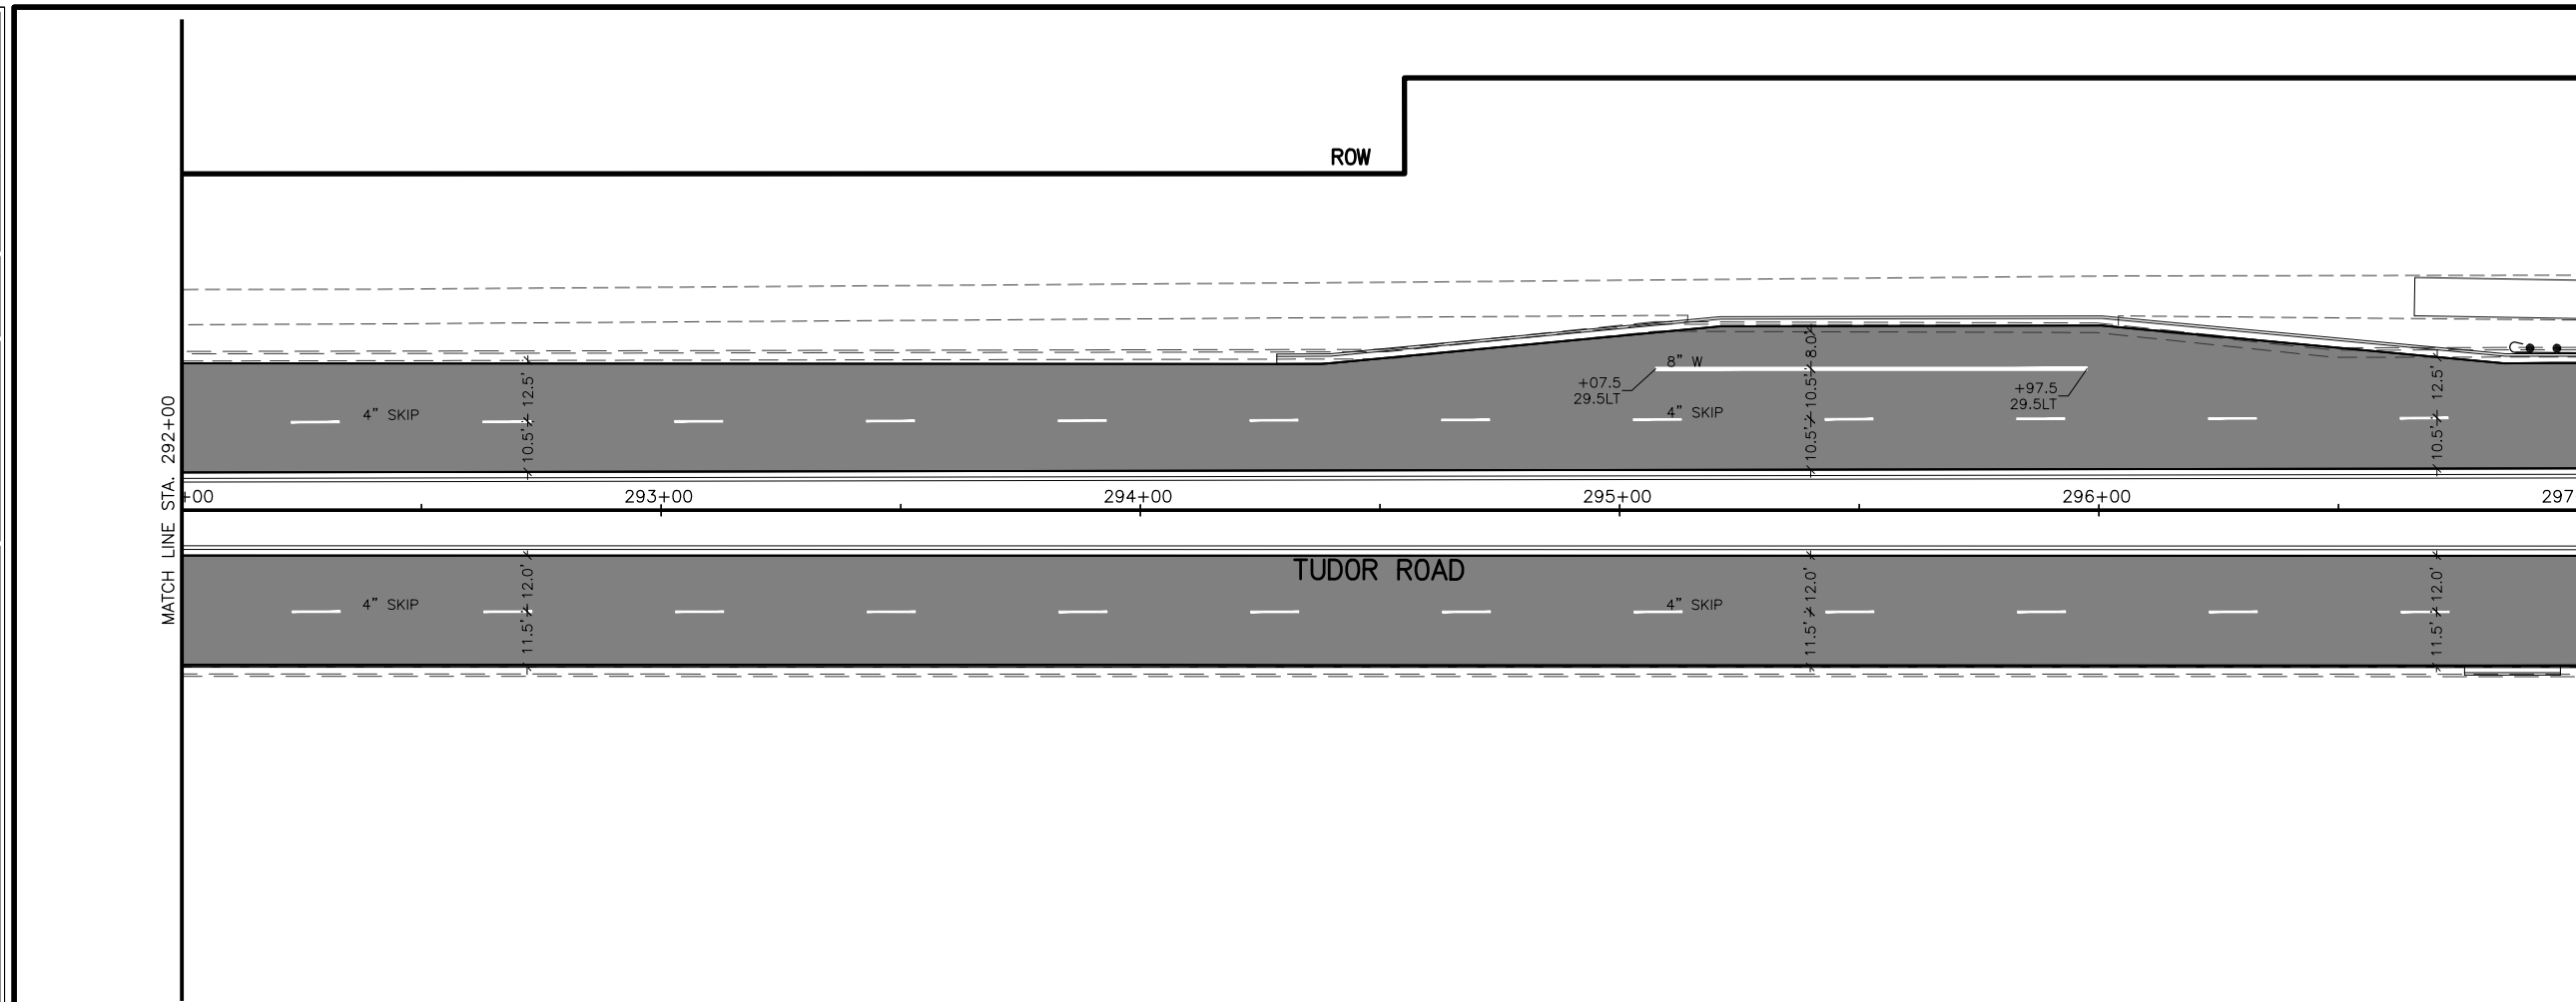 ROW
MATCH LINE STA. 292+00
8" W
8.0'
+07.5
29.5LT
+97.5
29.5LT
12.5'
10.5'
12.5'
4" SKIP
4" SKIP
10.5'
10.5'
10.5'
+00
293+00
294+00
295+00
296+00
297
TUDOR ROAD
12.0'
12.0'
12.0'
4" SKIP
4" SKIP
11.5'
11.5'
11.5'